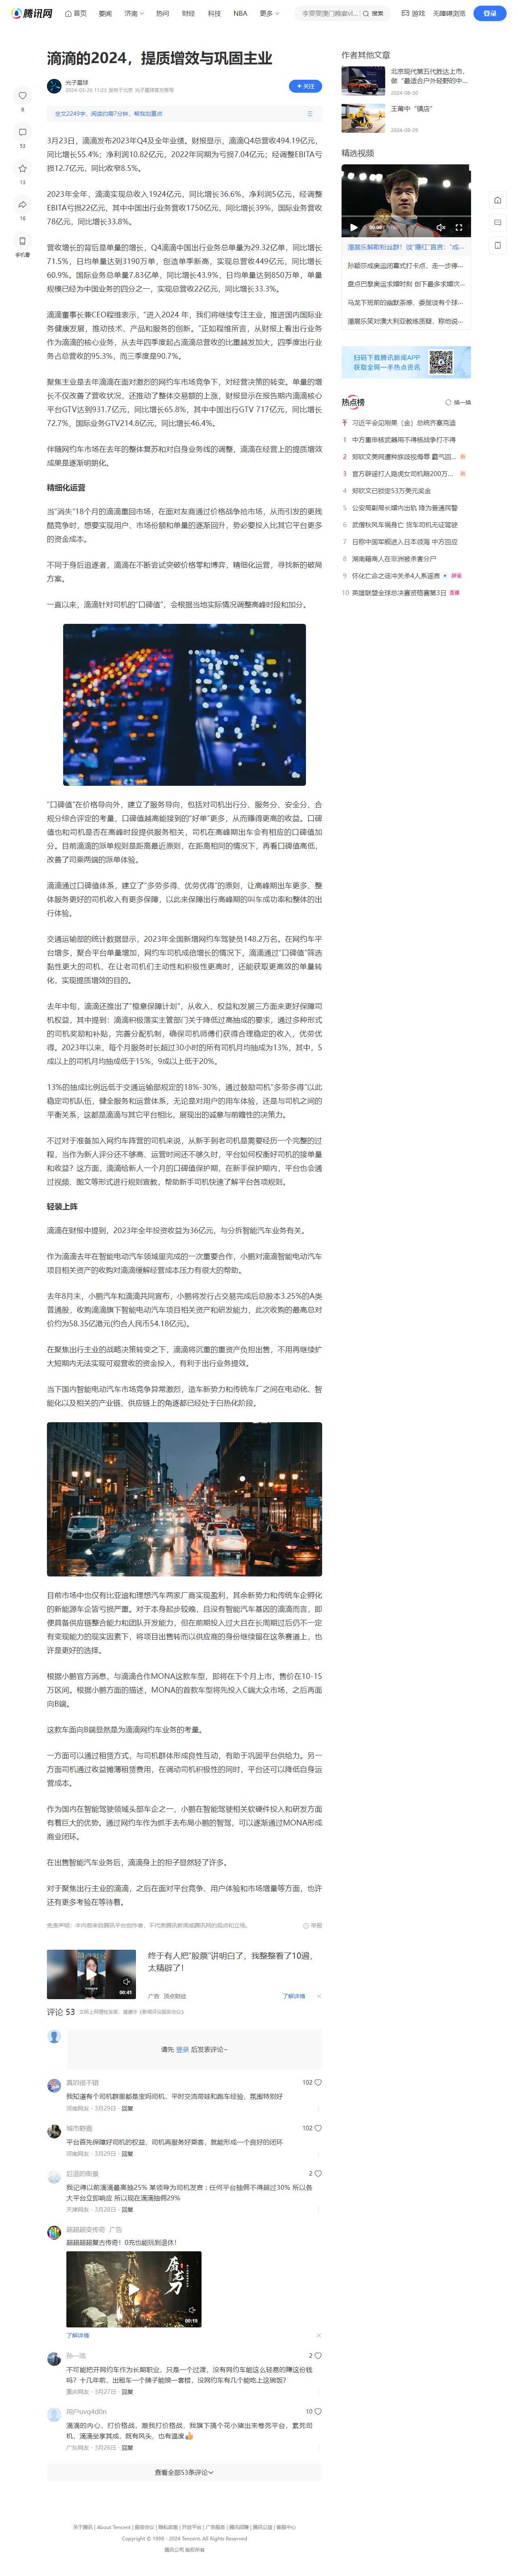 腾讯网
首页 要闻 济南 热问 财经 科技 NBA 更多
搜索
游戏 无障碍浏览 登录
滴滴的2024，提质增效与巩固主业
光子星球
2024-03-26 11:23 发布于北京 光子星球官方账号
+ 关注
全文2249字，阅读约需7分钟，帮我划重点
8
53
13
16
手机看
3月23日，滴滴发布2023年Q4及全年业绩。财报显示，滴滴Q4总营收494.19亿元，
同比增长55.4%；净利润10.82亿元，2022年同期为亏损7.04亿元；经调整EBITA亏
损12.7亿元，同比收窄8.5%。
2023年全年，滴滴实现总收入1924亿元，同比增长36.6%，净利润5亿元，经调整
EBITA亏损22亿元，其中中国出行业务营收1750亿元，同比增长39%，国际业务营收
78亿元，同比增长33.8%。
营收增长的背后是单量的增长，Q4滴滴中国出行业务总单量为29.32亿单，同比增长
71.5%，日均单量达到3190万单，创造单季新高，实现总营收449亿元，同比增长
60.9%。国际业务总单量7.83亿单，同比增长43.9%，日均单量达到850万单，单量
规模已经为中国业务的四分之一，实现总营收22亿元，同比增长33.3%。
滴滴董事长兼CEO程维表示，“进入2024 年，我们将继续专注主业，推进国内国际业
务健康发展，推动技术、产品和服务的创新。”正如程维所言，从财报上看出行业务
作为滴滴的核心业务，从去年四季度起占滴滴总营收的比重越发加大，四季度出行业
务占总营收的95.3%，而三季度是90.7%。
聚焦主业是去年滴滴在面对激烈的网约车市场竞争下，对经营决策的转变。单量的增
长不仅改善了营收状况，还推动了整体交易额的上涨，财报显示在报告期内滴滴核心
平台GTV达到931.7亿元，同比增长65.8%，其中中国出行GTV 717亿元，同比增长
72.7%，国际业务GTV214.8亿元，同比增长46.4%。
伴随网约车市场在去年的整体复苏和对自身业务线的调整，滴滴在经营上的提质增效
成果是逐渐明朗化。
精细化运营
当“消失”18个月的滴滴重回市场，在面对友商通过价格战争抢市场，从而引发的更残
酷竞争时，想要实现用户、市场份额和单量的逐渐回升，势必要投入比其它平台更多
的资金成本。
不同于身后追逐者，滴滴在不断尝试突破价格零和博弈，精细化运营，寻找新的破局
方案。
一直以来，滴滴针对司机的“口碑值”，会根据当地实际情况调整高峰时段和加分。
“口碑值”在价格导向外，建立了服务导向，包括对司机出行分、服务分、安全分、合
规分综合评定的考量，口碑值越高能接到的“好单”更多，从而赚得更高的收益。口碑
值也和司机是否在高峰时段提供服务相关，司机在高峰期出车会有相应的口碑值加
分。目前滴滴的派单规则是距离最近原则，在距离相同的情况下，再看口碑值高低，
改善了司乘两端的派单体验。
滴滴通过口碑值体系，建立了“多劳多得、优劳优得”的原则，让高峰期出车更多、整
体服务更好的司机收入有更多保障，以此来保障出行高峰期的叫车成功率和整体的出
行体验。
交通运输部的统计数据显示，2023年全国新增网约车驾驶员148.2万名。在网约车平
台增多，聚合平台单量增加，网约车司机成倍增长的情况下，滴滴通过“口碑值”筛选
黏性更大的司机，在让老司机们主动性和积极性更高时，还能获取更高效的单量转
化，实现提质增效的目的。
去年中旬，滴滴还推出了“橙意保障计划”，从收入、权益和发展三方面来更好保障司
机权益，其中提到：滴滴积极落实主管部门关于降低过高抽成的要求，通过多种形式
的司机奖励和补贴，完善分配机制，确保司机师傅们获得合理稳定的收入，优劳优
得。2023年以来，每个月服务时长超过30小时的所有司机月均抽成为13%，其中，5
成以上的司机月均抽成低于15%，9成以上低于20%。
13%的抽成比例远低于交通运输部规定的18%-30%，通过鼓励司机“多劳多得”以此
稳定司机队伍，健全服务和运营体系，无论是对用户的用车体验，还是与司机之间的
平衡关系，这都是滴滴与其它平台相比，展现出的诚意与前瞻性的决策力。
不过对于准备加入网约车阵营的司机来说，从新手到老司机是需要经历一个完整的过
程，当作为新人评分还不够高、运营时间还不够久时，平台如何权衡好司机的接单量
和权益？这方面，滴滴给新人一个月的口碑值保护期，在新手保护期内，平台也会通
过视频、图文等形式进行规则宣教，帮助新手司机快速了解平台各项规则。
轻装上阵
滴滴在财报中提到，2023年全年投资收益为36亿元，与分拆智能汽车业务有关。
作为滴滴去年在智能电动汽车领域里完成的一次重要合作，小鹏对滴滴智能电动汽车
项目相关资产的收购对滴滴缓解经营成本压力有很大的帮助。
去年8月末，小鹏汽车和滴滴共同宣布，小鹏将发行占交易完成后总股本3.25%的A类
普通股，收购滴滴旗下智能电动汽车项目相关资产和研发能力，此次收购的最高总对
价约为58.35亿港元(约合人民币54.18亿元)。
在聚焦出行主业的战略决策转变之下，滴滴将沉重的重资产负担出售，不用再继续扩
大短期内无法实现可观营收的资金投入，有利于出行业务提效。
当下国内智能电动汽车市场竞争异常激烈，造车新势力和传统车厂之间在电动化、智
能化以及相关的产业链、供应链上的角逐都已经处于白热化阶段。
目前市场中也仅有比亚迪和理想汽车两家厂商实现盈利，其余新势力和传统车企孵化
的新能源车企皆亏损严重。对于本身起步较晚，且没有智能汽车基因的滴滴而言，即
便具备供应链整合能力和团队开发能力，但在前期投入过大且在长周期过后仍不一定
有变现能力的现实因素下，将项目出售转而以供应商的身份继续留在这条赛道上，也
许是更好的选择。
根据小鹏官方消息，与滴滴合作MONA这款车型，即将在下个月上市，售价在10-15
万区间。根据小鹏方面的描述，MONA的首款车型将先投入C端大众市场，之后再面
向B端。
这款车面向B端显然是为滴滴网约车业务的考量。
一方面可以通过租赁方式，与司机群体形成良性互动，有助于巩固平台供给力。另一
方面司机通过收益摊薄租赁费用，在调动司机积极性的同时，平台还可以降低自身运
营成本。
作为国内在智能驾驶领域头部车企之一，小鹏在智能驾驶相关软硬件投入和研发方面
有着巨大的优势。通过网约车作为抓手去布局小鹏的智驾，可以逐渐通过MONA形成
商业闭环。
在出售智能汽车业务后，滴滴身上的担子显然轻了许多。
对于聚焦出行主业的滴滴，之后在面对平台竞争、用户体验和市场增量等方面，也许
还有更多考验在等待着。
免责声明：本内容来自腾讯平台创作者，不代表腾讯新闻或腾讯网的观点和立场。
举报
00:41
终于有人把“股票”讲明白了，我整整看了10遍，
太精辟了！
广告 顶点财经
了解详情
评论 53 文明上网理性发言，请遵守《新闻评论服务协议》
请先 登录 后发表评论~
真的很不错
102
我知道有个司机群里都是宝妈司机，平时交流带娃和跑车经验，氛围特别好
河南网友 · 3月29日 · 回复
城市野鹿
102
平台首先保障好司机的权益，司机再服务好乘客，就能形成一个良好的闭环
河南网友 · 3月29日 · 回复
后退的街景
2
我记得以前滴滴最高抽25% 某领导为司机发声：任何平台抽佣不得超过30% 所以各
大平台立即响应 所以现在滴滴抽佣29%
天津网友 · 3月28日 · 回复
超超超变传奇 广告
超超超超复古传奇！0充也能玩到退休！
屠龙刀
00:19
了解详情
孙一浩
2
不可能把开网约车作为长期职业，只是一个过渡，没有网约车能这么轻易的赚这份钱
吗？十几年前，出租车一个牌子能换一套楼，没网约车有几个能吃上这碗饭？
重庆网友 · 3月27日 · 回复
用户uvq4d0n
10
滴滴的内心，打价格战，跟我打价格战，我旗下搞个花小猪出来卷死平台，累死司
机，滴滴坐享其成，既有风头，也有温度👍
广东网友 · 3月26日 · 回复
查看全部53条评论
作者其他文章
北京现代第五代胜达上市，
做“最适合户外轻野的中...
2024-08-30
王莆中“镇店”
2024-08-29
精选视频
00:00
潘展乐解散粉丝群！谈“爆红”直言：“成...
孙颖莎成奥运闭幕式打卡点，走一步停...
盘点巴黎奥运求婚时刻 创下最多求婚次...
马龙下班前的幽默茶感，委屈谈有个球...
潘展乐笑对澳大利亚教练质疑，称他说...
扫码下载腾讯新闻APP
获取全网一手热点资讯
热点榜
换一换
习近平会见刚果（金）总统齐塞克迪
1 中方重申核武器用不得核战争打不得
2 郑钦文美网遭种族歧视侮辱 霸气回... 新
3 官方辟谣打人路虎女司机赔200万... 新
4 郑钦文已锁定53万美元奖金
5 公安局副局长婚内出轨 降为普通民警
6 武僧秋风车祸身亡 货车司机无证驾驶
7 日称中国军舰进入日本领海 中方回应
8 湖南籍商人在非洲被杀害分尸
9 怀化亡命之徒冲关杀4人系谣言 辟谣
10 英雄联盟全球总决赛资格赛第3日 直播
关于腾讯 | About Tencent | 服务协议 | 隐私政策 | 开放平台 | 广告服务 | 腾讯招聘 | 腾讯公益 | 客服中心
Copyright © 1998 - 2024 Tencent. All Rights Reserved
腾讯公司 版权所有